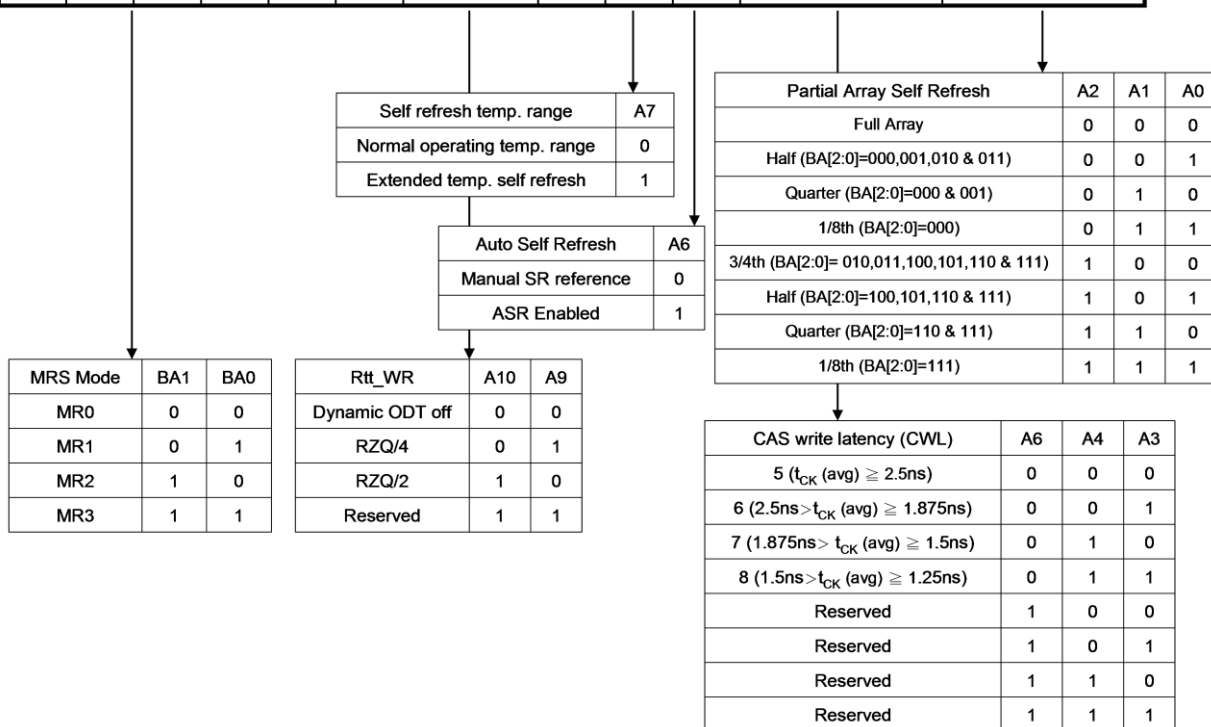 Self refresh temp. range A7
Normal operating temp. range 0
Extended temp. self refresh 1
Auto Self Refresh A6
Manual SR reference 0
ASR Enabled 1
Partial Array Self Refresh A2 A1 A0
Full Array 0 0 0
Half (BA[2:0]=000,001,010 & 011) 0 0 1
Quarter (BA[2:0]=000 & 001) 0 1 0
1/8th (BA[2:0]=000) 0 1 1
3/4th (BA[2:0]= 010,011,100,101,110 & 111) 1 0 0
Half (BA[2:0]=100,101,110 & 111) 1 0 1
Quarter (BA[2:0]=110 & 111) 1 1 0
1/8th (BA[2:0]=111) 1 1 1
MRS Mode BA1 BA0
MR0 0 0
MR1 0 1
MR2 1 0
MR3 1 1
Rtt_WR A10 A9
Dynamic ODT off 0 0
RZQ/4 0 1
RZQ/2 1 0
Reserved 1 1
CAS write latency (CWL) A6 A4 A3
5 (tCK (avg) ≧ 2.5ns) 0 0 0
6 (2.5ns>tCK (avg) ≧ 1.875ns) 0 0 1
7 (1.875ns> tCK (avg) ≧ 1.5ns) 0 1 0
8 (1.5ns>tCK (avg) ≧ 1.25ns) 0 1 1
Reserved 1 0 0
Reserved 1 0 1
Reserved 1 1 0
Reserved 1 1 1